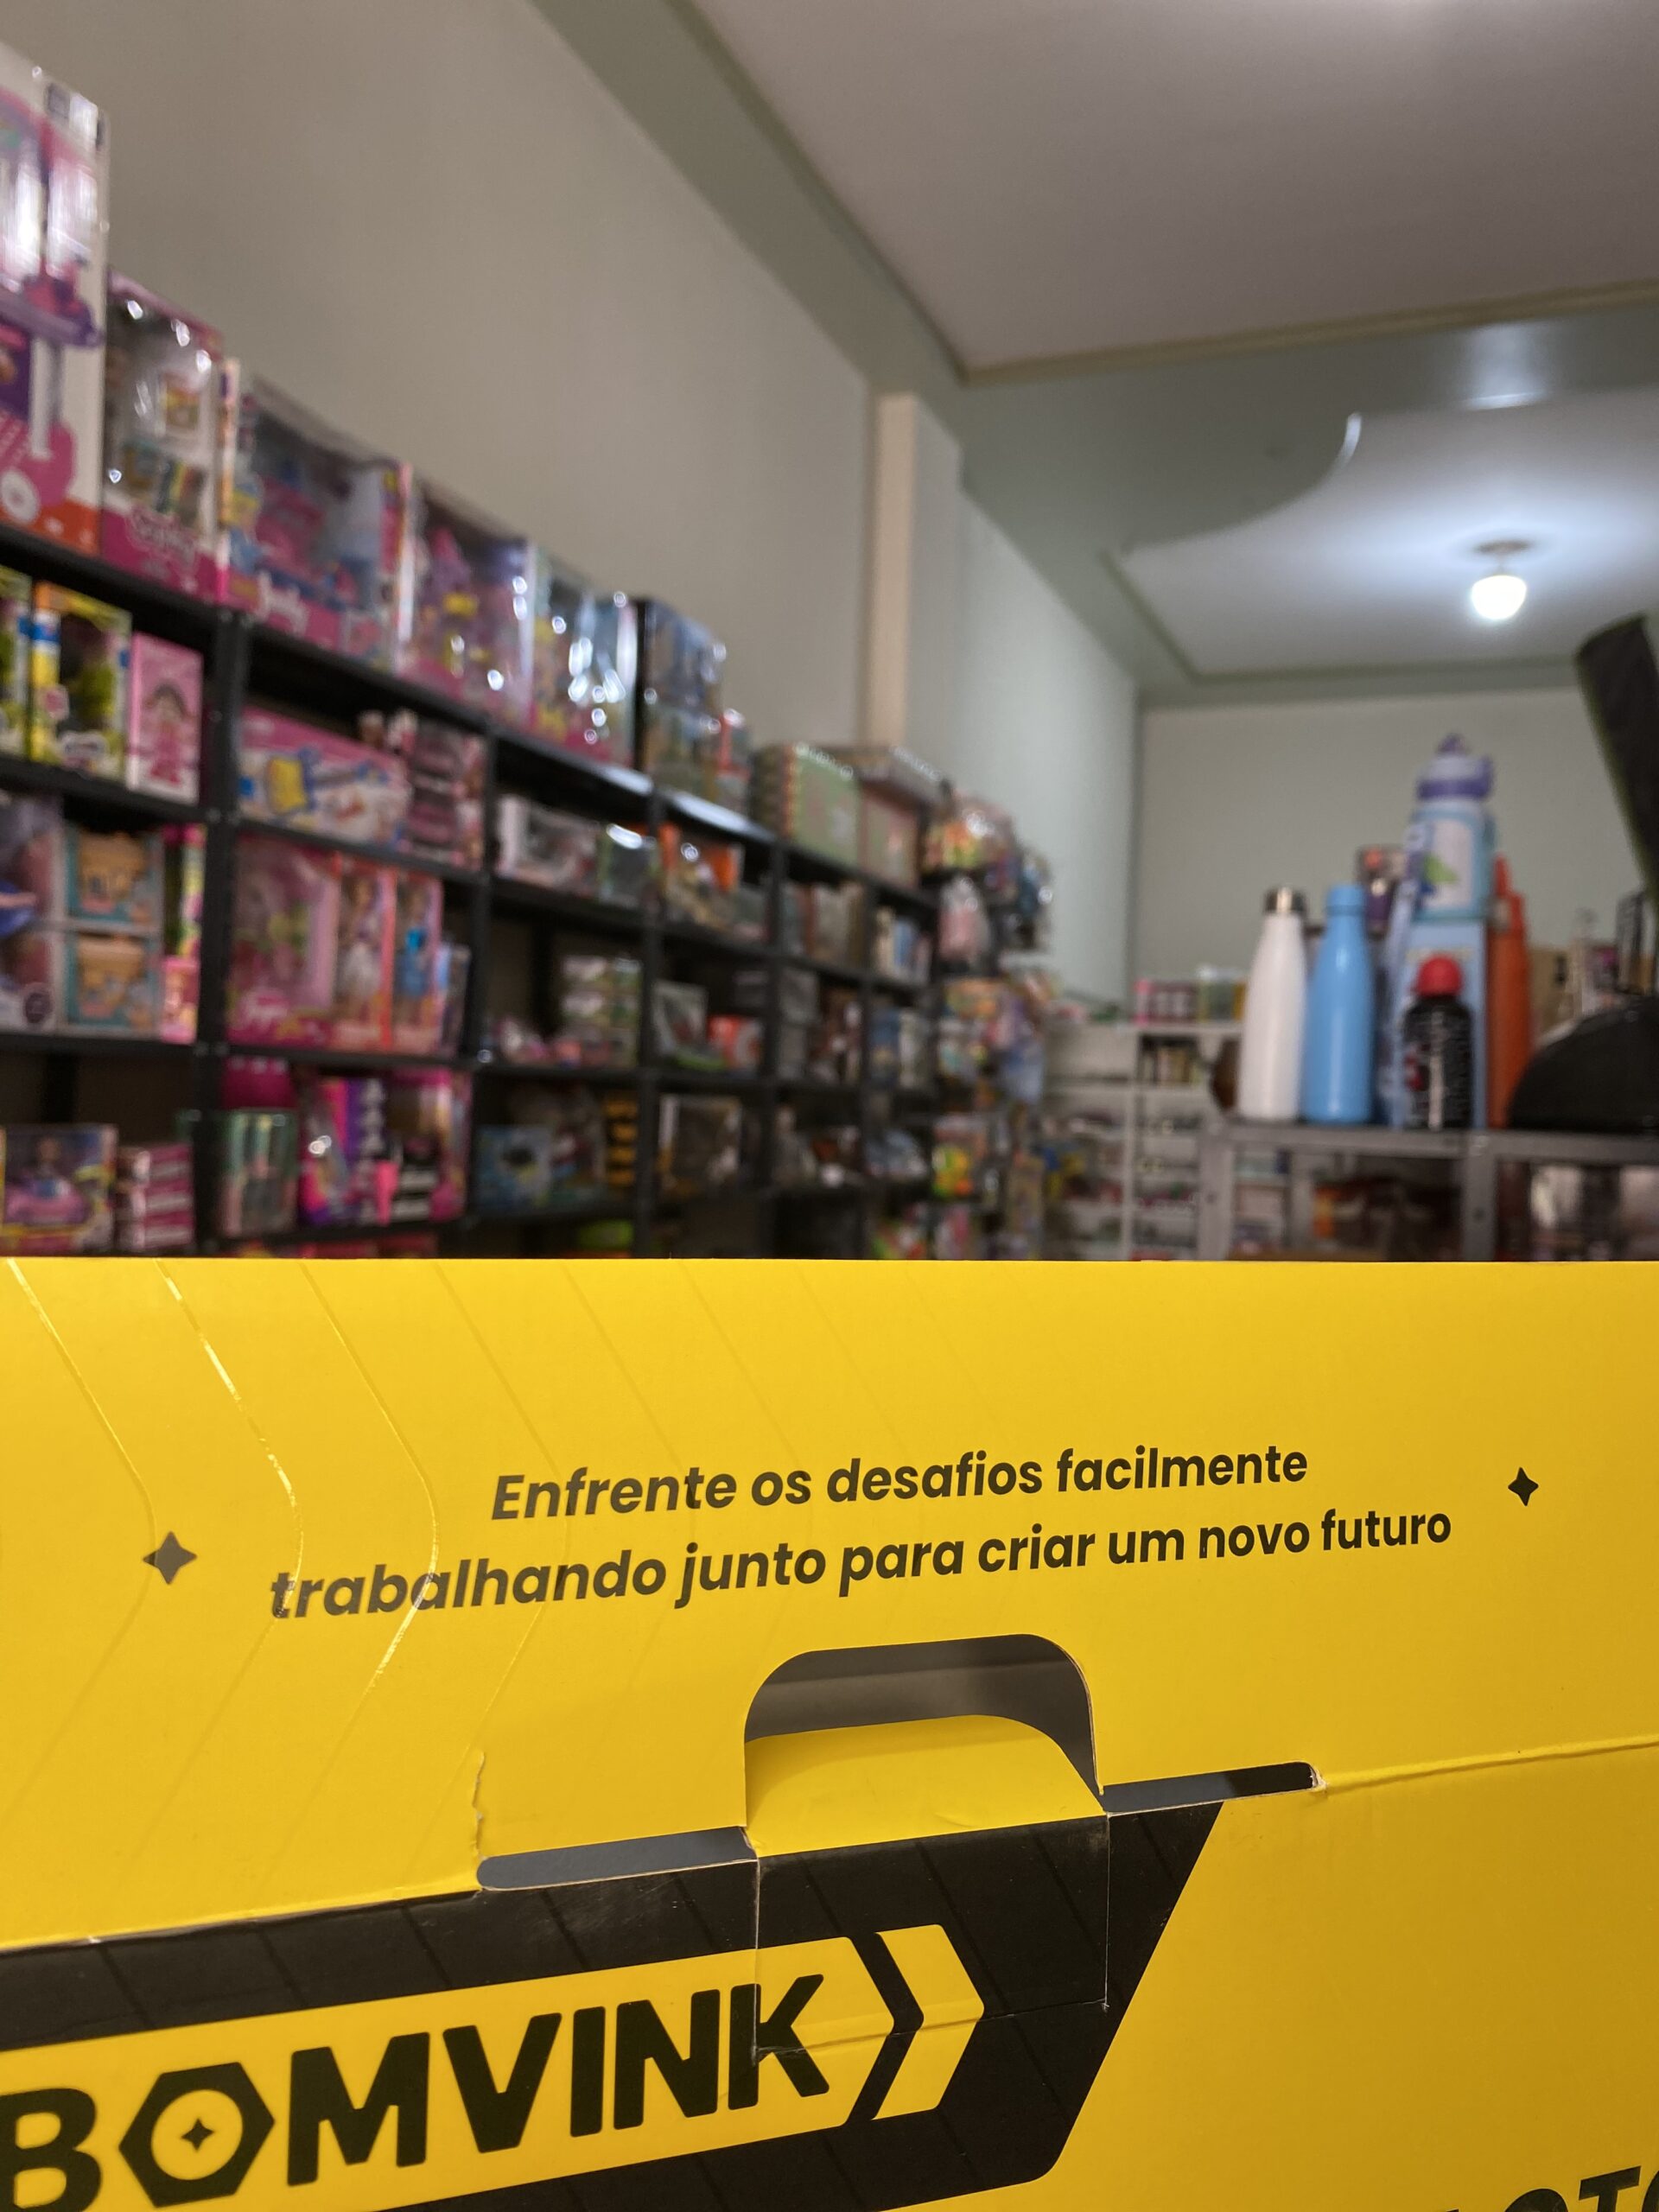 Enfrente os desafios facilmente
trabalhando junto para criar um novo futuro
BOMVINK